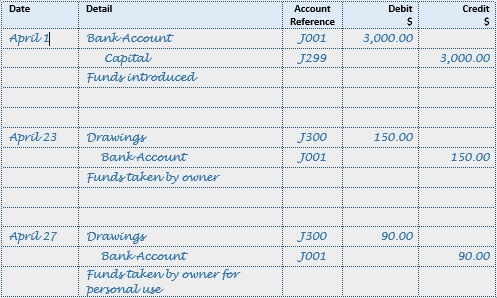 Date Detail Account Reference Debit $ Credit $
April 1 Bank Account J001 3,000.00
Capital J299 3,000.00
Funds introduced
April 23 Drawings J300 150.00
Bank Account J001 150.00
Funds taken by owner
April 27 Drawings J300 90.00
Bank Account J001 90.00
Funds taken by owner for
personal use